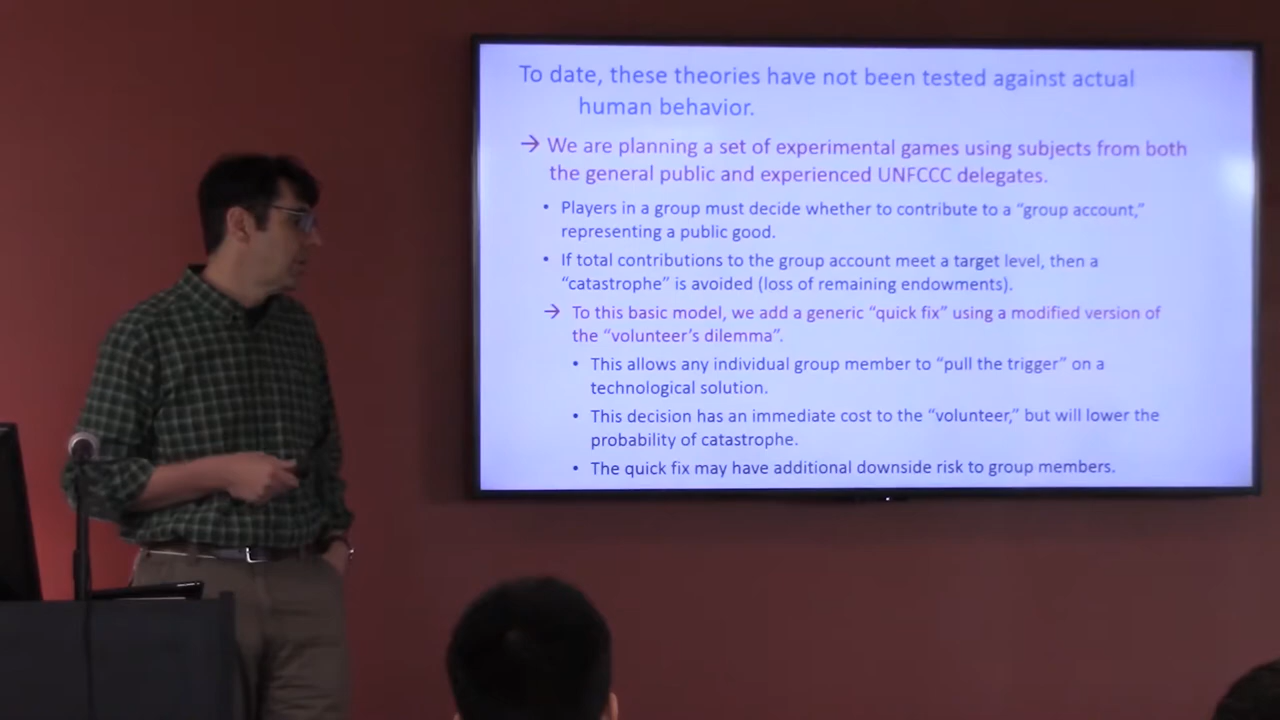 To date, these theories have not been tested against actual
human behavior.
→ We are planning a set of experimental games using subjects from both
the general public and experienced UNFCCC delegates.
• Players in a group must decide whether to contribute to a “group account,”
representing a public good.
• If total contributions to the group account meet a target level, then a
“catastrophe” is avoided (loss of remaining endowments).
→ To this basic model, we add a generic “quick fix” using a modified version of
the “volunteer’s dilemma”.
• This allows any individual group member to “pull the trigger” on a
technological solution.
• This decision has an immediate cost to the “volunteer,” but will lower the
probability of catastrophe.
• The quick fix may have additional downside risk to group members.